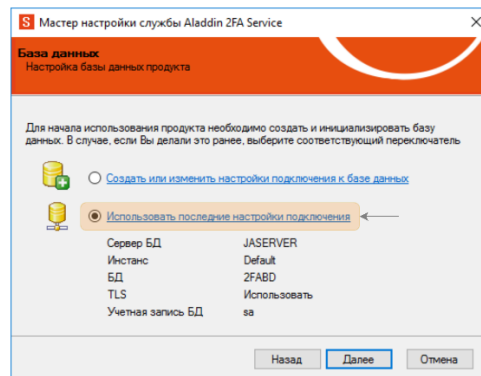 S Мастер настройки службы Aladdin 2FA Service
База данных
Настройка базы данных продукта
Для начала использования продукта необходимо создать и инициализировать базу
данных. В случае, если Вы делали это ранее, выберите соответствующий переключатель
Создать или изменить настройки подключения к базе данных
Использовать последние настройки подключения
Сервер БД JASERVER
Инстанс Default
БД 2FABD
TLS Использовать
Учетная запись БД sa
Назад Далее Отмена